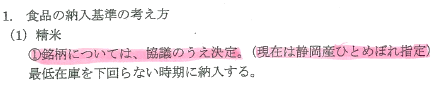 1. 食品の納入基準の考え方
(1) 精米
①銘柄については、協議のうえ決定。(現在は静岡産ひとめぼれ指定)
最低在庫を下回らない時期に納入する。